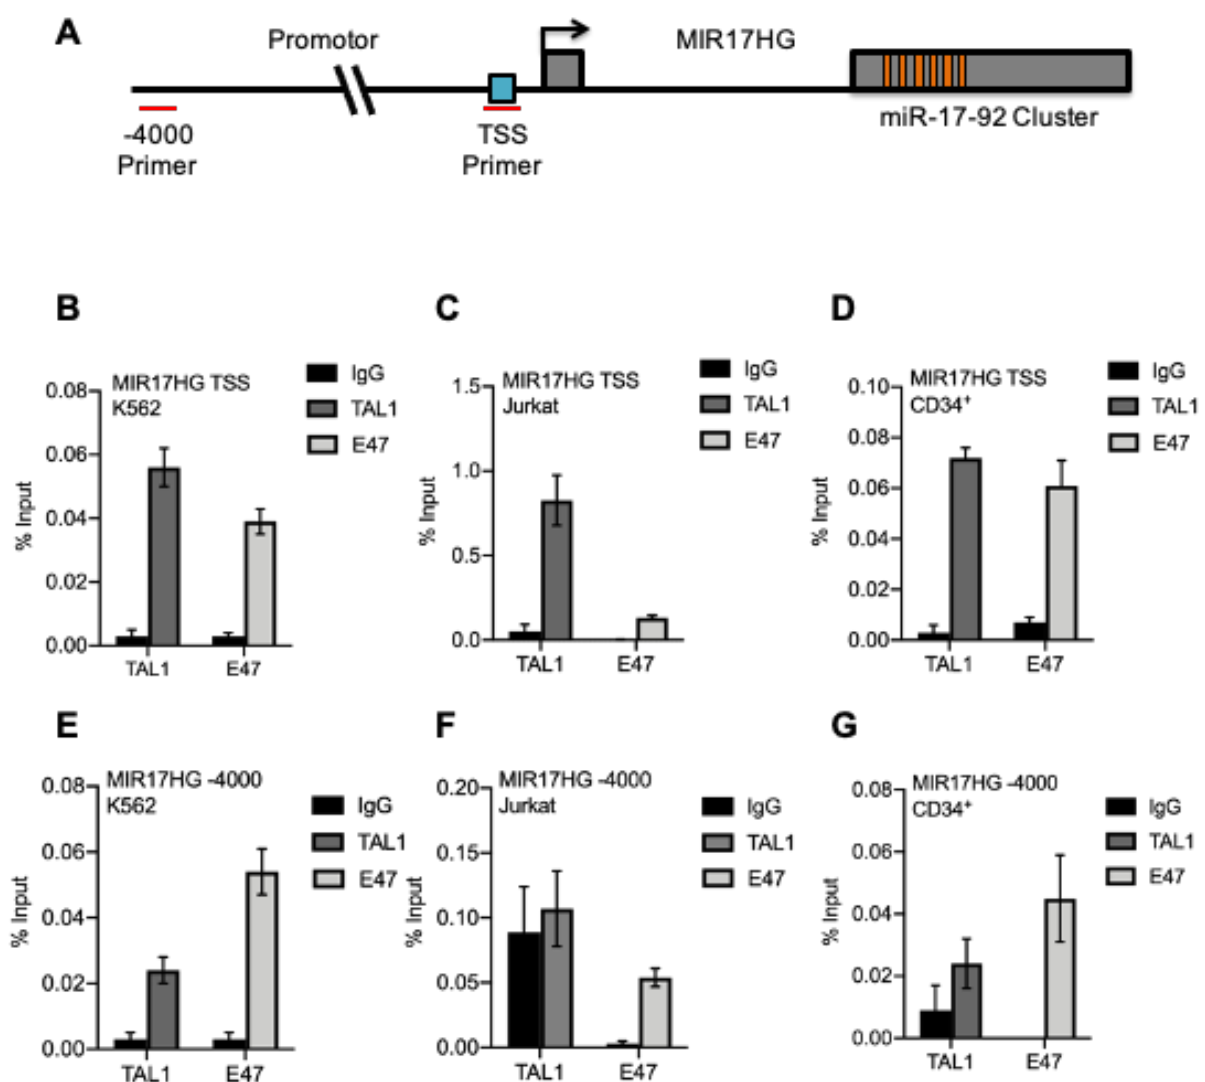 A
Promotor
MIR17HG
-4000
Primer
TSS
Primer
miR-17-92 Cluster
B
MIR17HG TSS
K562
IgG
TAL1
E47
% Input
0.08
0.06
0.04
0.02
0.00
TAL1
E47
C
MIR17HG TSS
Jurkat
IgG
TAL1
E47
% Input
1.5
1.0
0.5
0.0
TAL1
E47
D
MIR17HG TSS
CD34⁺
IgG
TAL1
E47
% Input
0.10
0.08
0.06
0.04
0.02
0.00
TAL1
E47
E
MIR17HG -4000
K562
IgG
TAL1
E47
% Input
0.08
0.06
0.04
0.02
0.00
TAL1
E47
F
MIR17HG -4000
Jurkat
IgG
TAL1
E47
% Input
0.20
0.15
0.10
0.05
0.00
TAL1
E47
G
MIR17HG -4000
CD34⁺
IgG
TAL1
E47
% Input
0.08
0.06
0.04
0.02
0.00
TAL1
E47